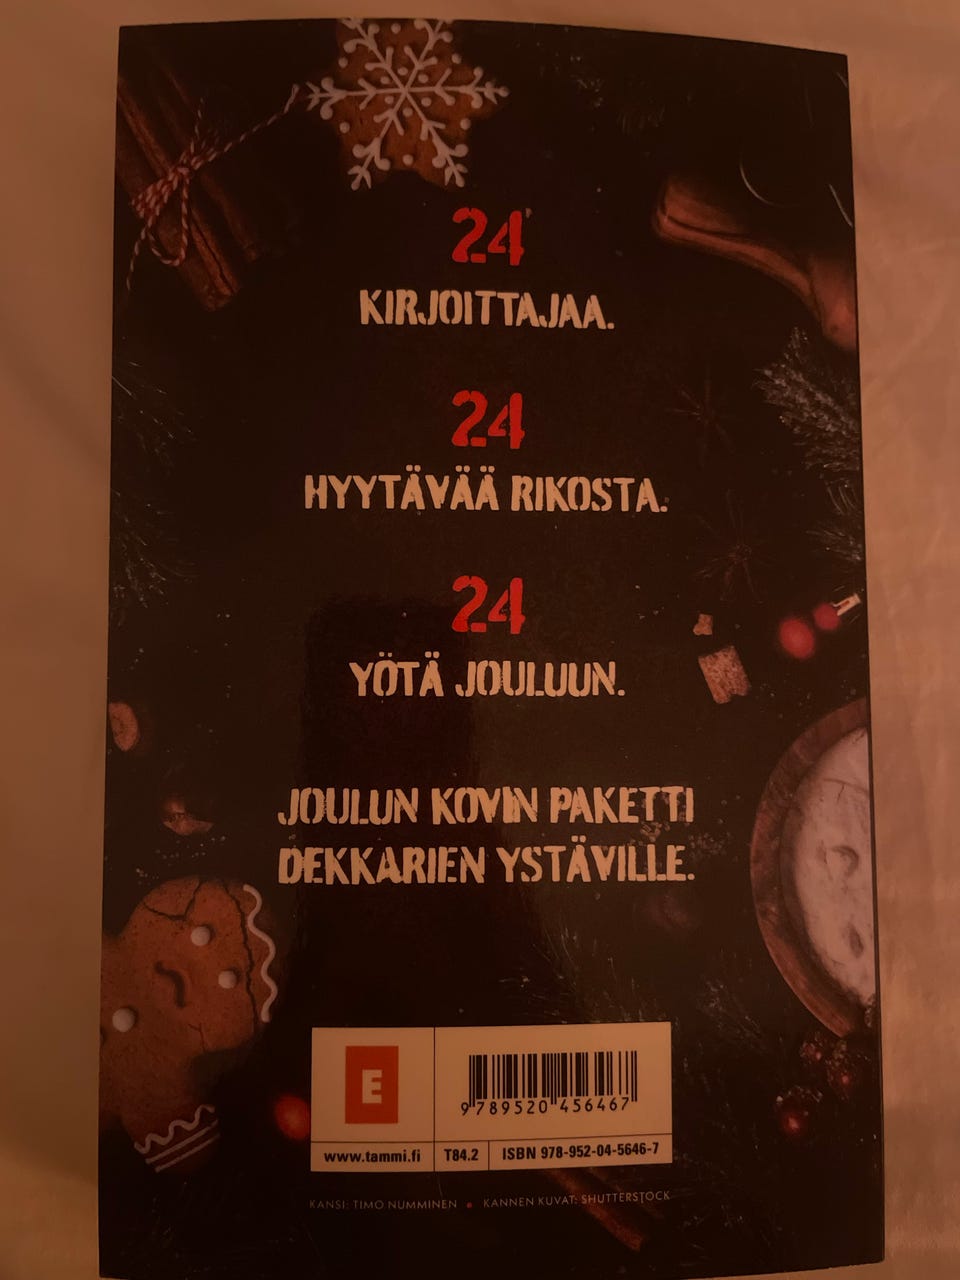 24
KIRJOITTAJAA.
24
HYYTÄVÄÄ RIKOSTA.
24
YÖTÄ JOULUUN.
JOULUN KOVIN PAKETTI
DEKKARIEN YSTÄVILLE.
E
9 789520 456467
www.tammi.fi T84.2 ISBN 978-952-04-5646-7
KANSI: TIMO NUMMINEN • KANNEN KUVAT: SHUTTERSTOCK